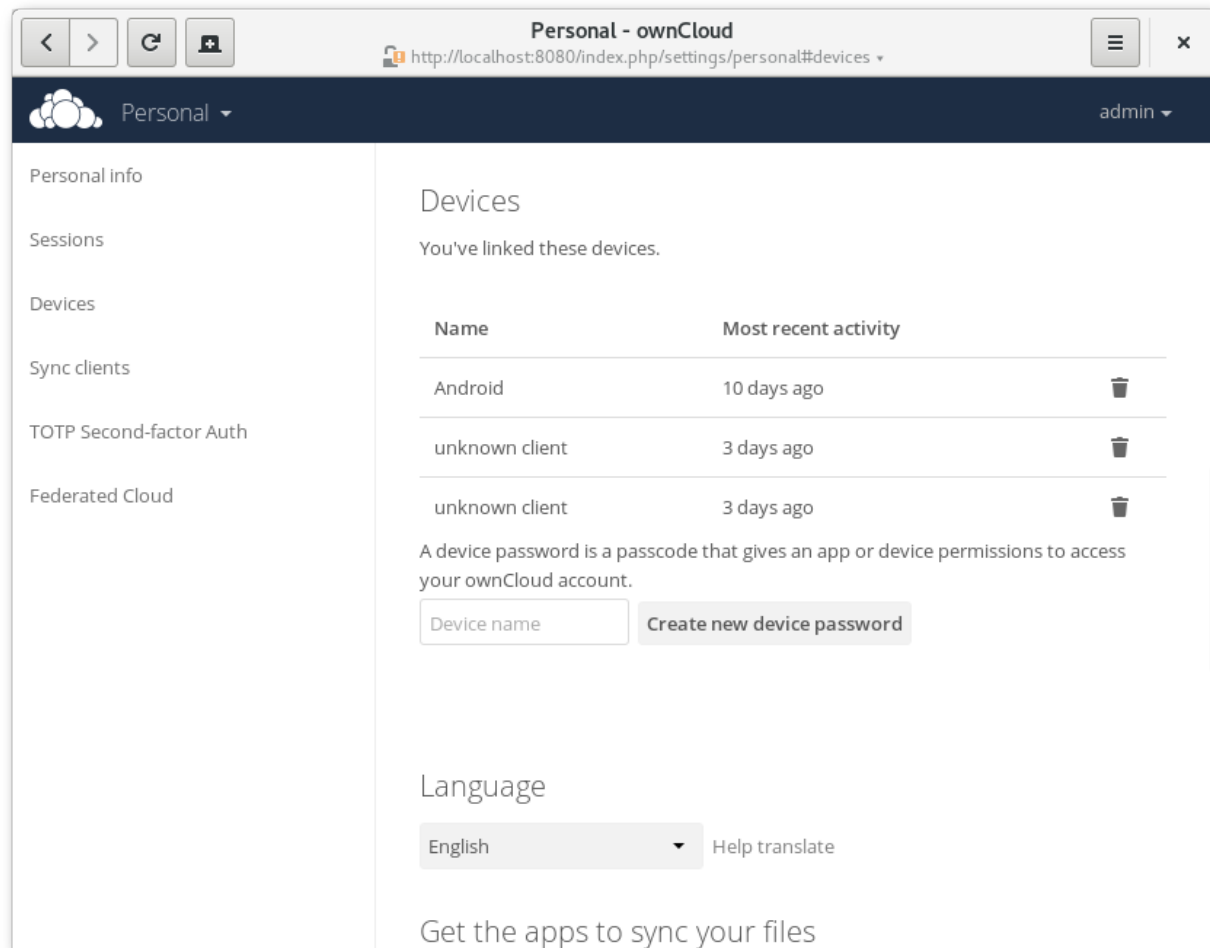 Personal - ownCloud
http://localhost:8080/index.php/settings/personal#devices
Personal
admin
Personal info
Sessions
Devices
Sync clients
TOTP Second-factor Auth
Federated Cloud
Devices
You've linked these devices.
Name Most recent activity
Android 10 days ago
unknown client 3 days ago
unknown client 3 days ago
A device password is a passcode that gives an app or device permissions to access
your ownCloud account.
Device name Create new device password
Language
English Help translate
Get the apps to sync your files